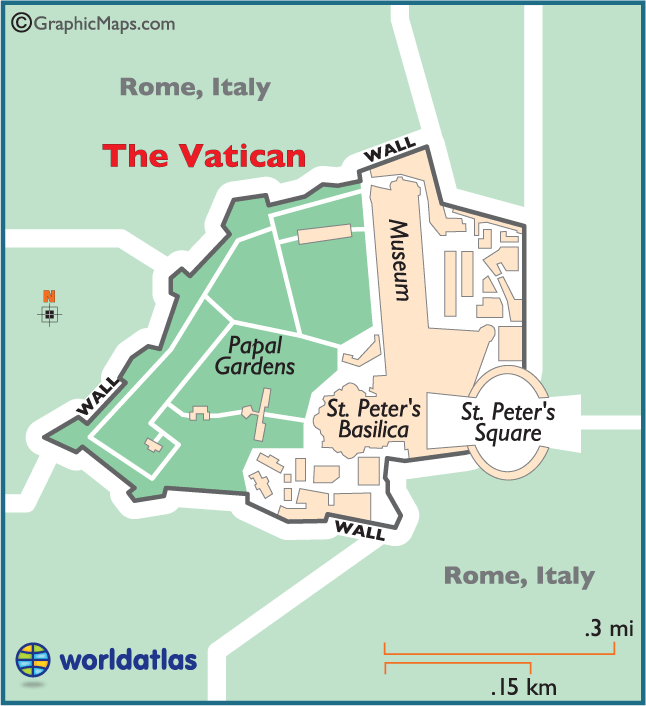 ©GraphicMaps.com
Rome, Italy
The Vatican
WALL
Museum
N
Papal
Gardens
WALL
St. Peter's
Basilica
St. Peter's
Square
WALL
Rome, Italy
.3 mi
worldatlas
.15 km